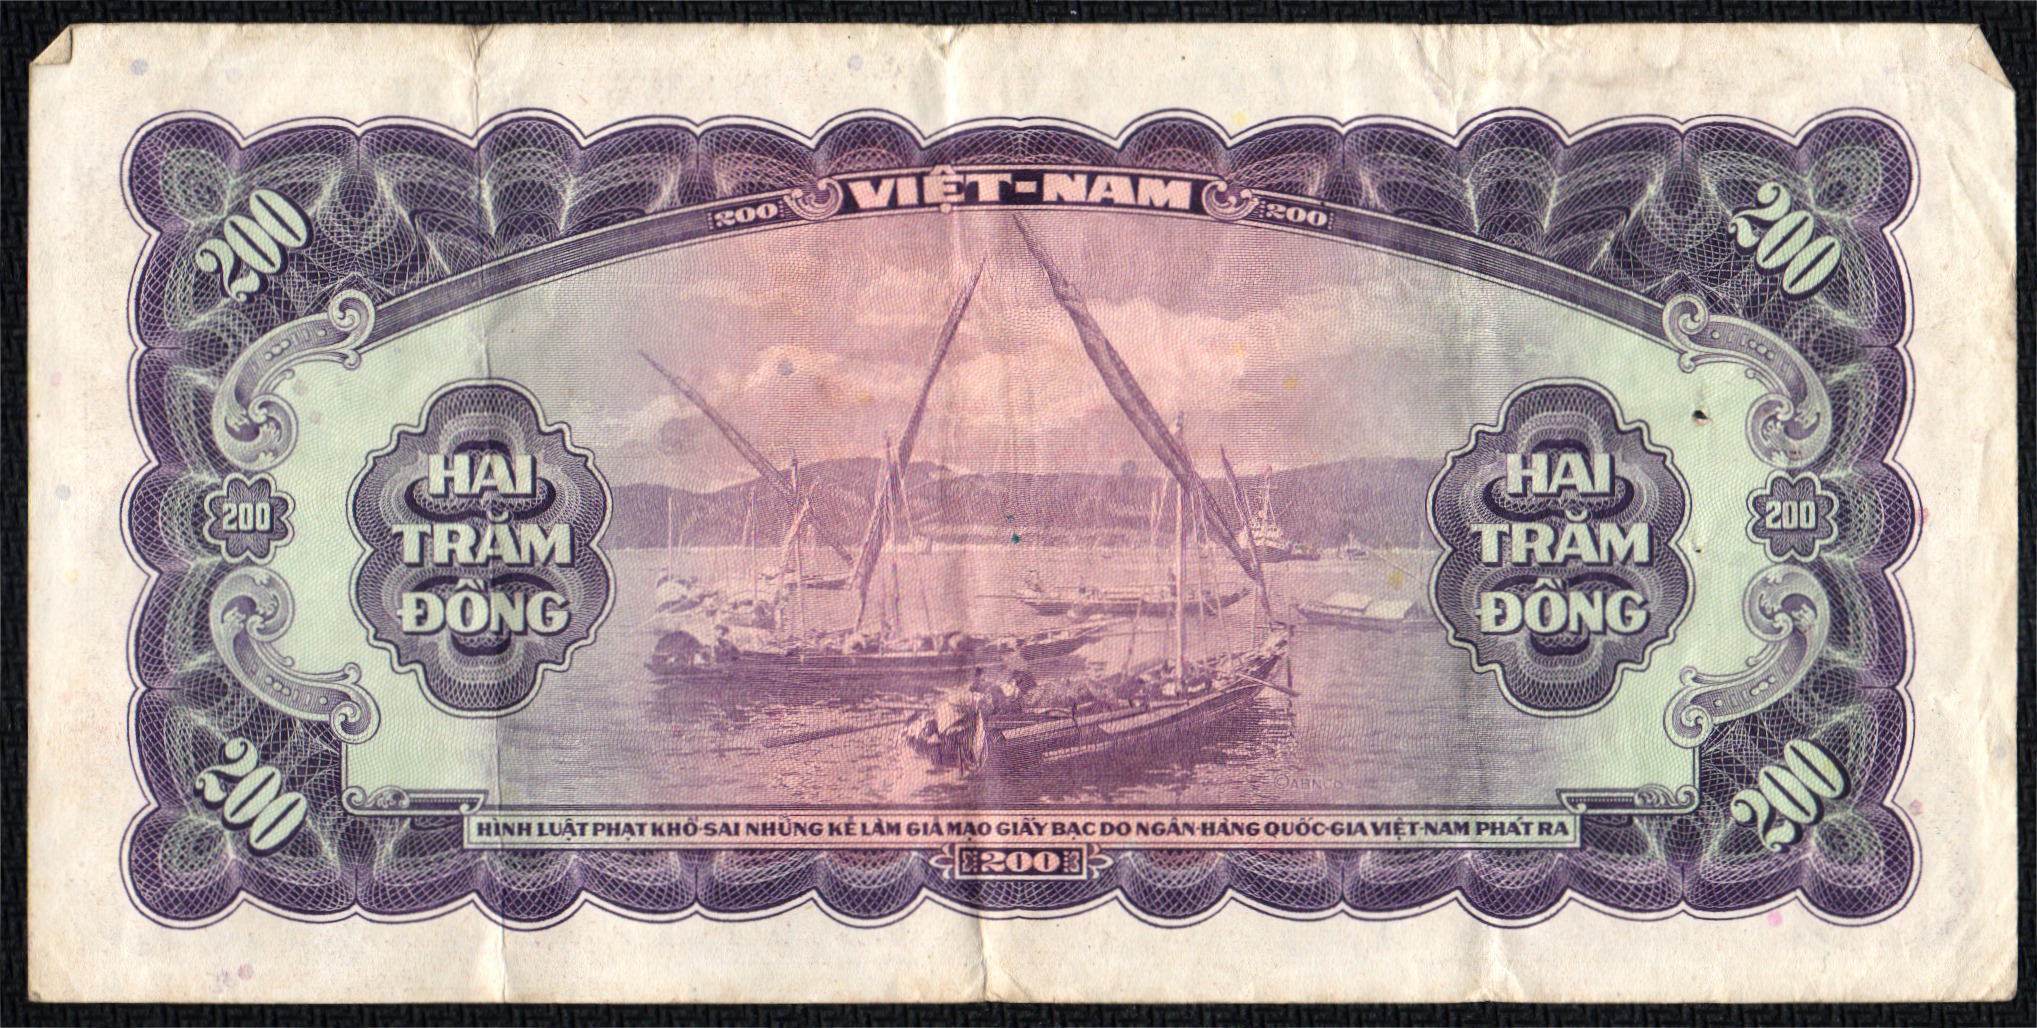 VIỆT-NAM
200 200
200 200
HAI
TRĂM
ĐỒNG
HAI
TRĂM
ĐỒNG
200 200
©ABNCo
200 200
HÌNH LUẬT PHẠT KHỔ-SAI NHỮNG KẺ LÀM GIẢ MẠO GIẤY BẠC DO NGÂN-HÀNG QUỐC-GIA VIỆT-NAM PHÁT RA
200